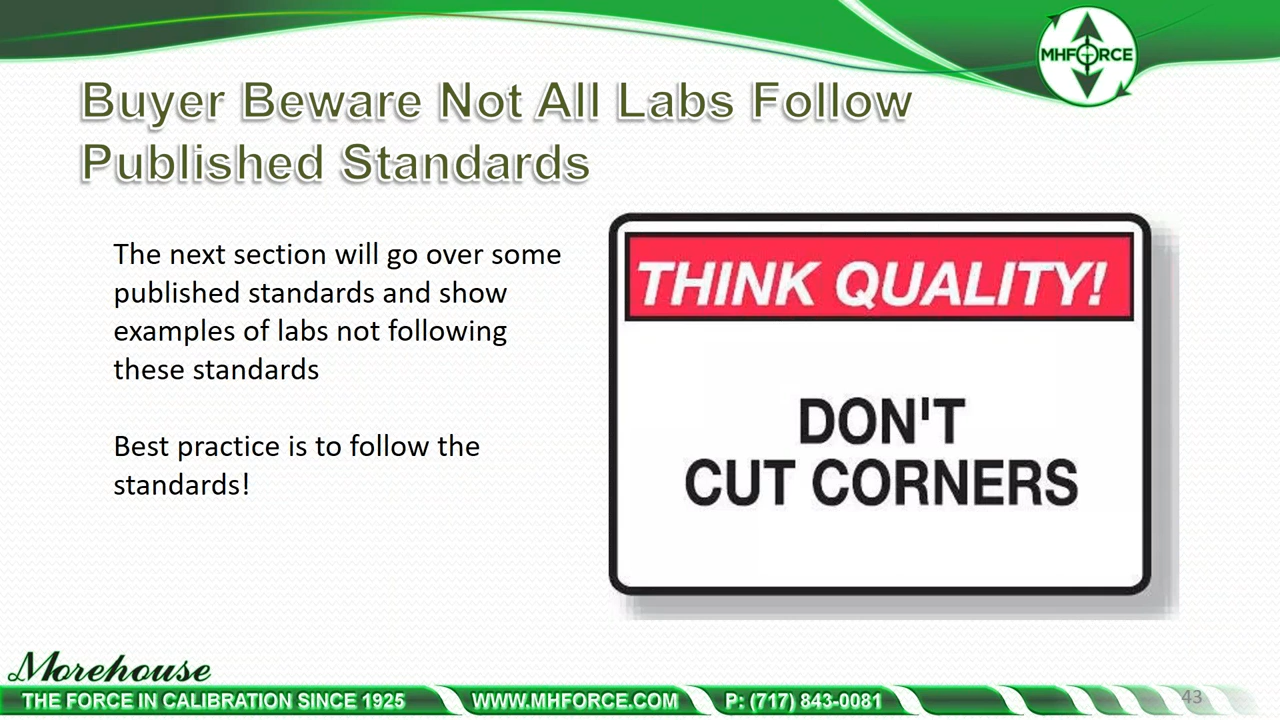 MHFORCE
Buyer Beware Not All Labs Follow
Published Standards
The next section will go over some
published standards and show
examples of labs not following
these standards
Best practice is to follow the
standards!
THINK QUALITY!
DON'T
CUT CORNERS
Morehouse
THE FORCE IN CALIBRATION SINCE 1925
WWW.MHFORCE.COM
P: (717) 843-0081
43